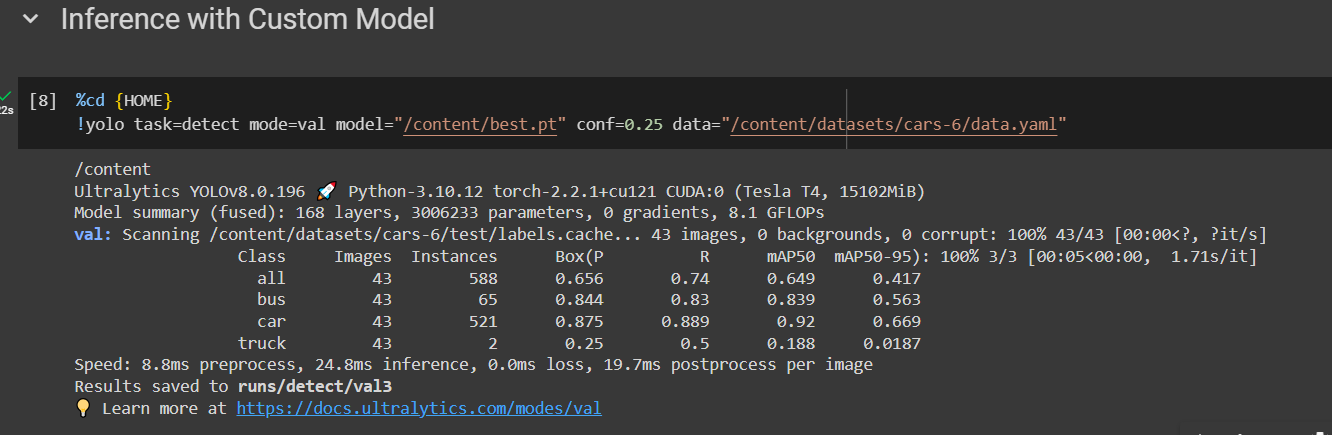 Inference with Custom Model
[8] %cd {HOME}
22s !yolo task=detect mode=val model="/content/best.pt" conf=0.25 data="/content/datasets/cars-6/data.yaml"
/content
Ultralytics YOLOv8.0.196 🚀 Python-3.10.12 torch-2.2.1+cu121 CUDA:0 (Tesla T4, 15102MiB)
Model summary (fused): 168 layers, 3006233 parameters, 0 gradients, 8.1 GFLOPs
val: Scanning /content/datasets/cars-6/test/labels.cache... 43 images, 0 backgrounds, 0 corrupt: 100% 43/43 [00:00<?, ?it/s]
Class Images Instances Box(P R mAP50 mAP50-95): 100% 3/3 [00:05<00:00, 1.71s/it]
all 43 588 0.656 0.74 0.649 0.417
bus 43 65 0.844 0.83 0.839 0.563
car 43 521 0.875 0.889 0.92 0.669
truck 43 2 0.25 0.5 0.188 0.0187
Speed: 8.8ms preprocess, 24.8ms inference, 0.0ms loss, 19.7ms postprocess per image
Results saved to runs/detect/val3
💡 Learn more at https://docs.ultralytics.com/modes/val